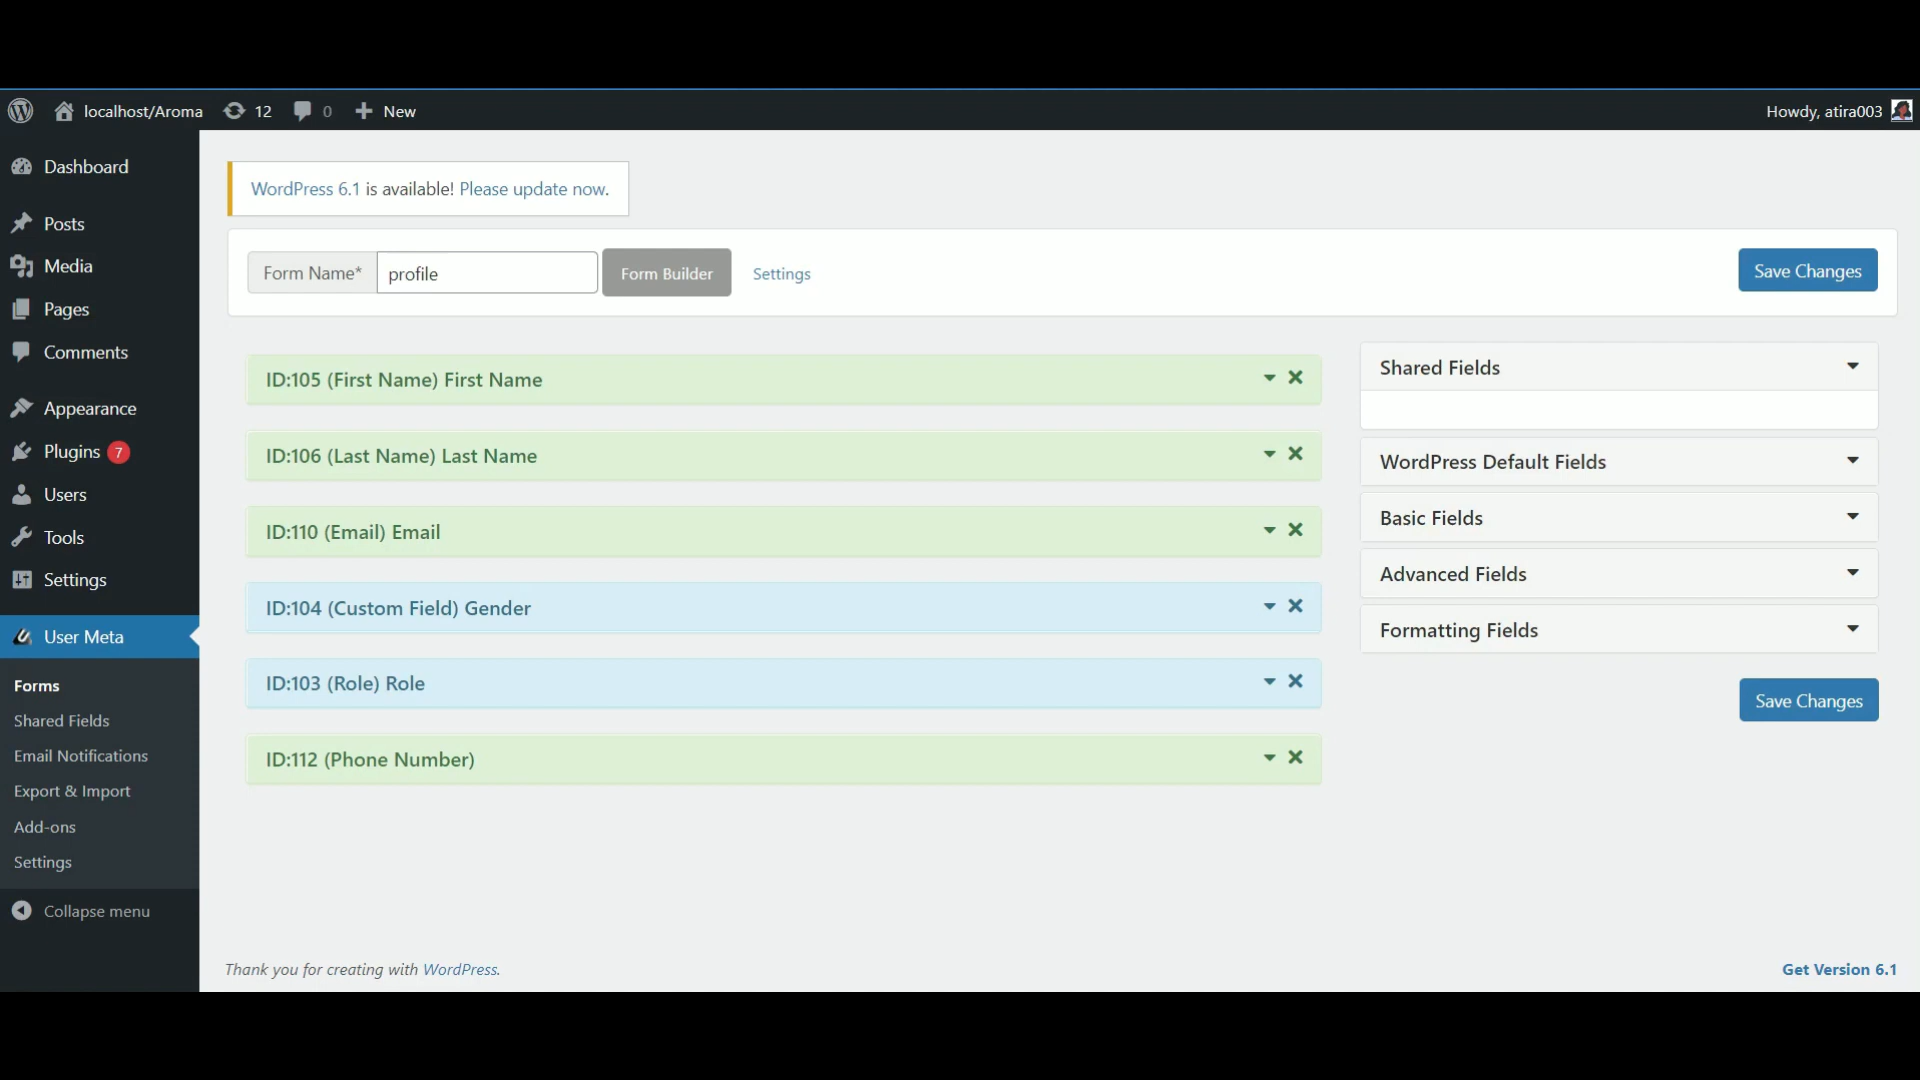 localhost/Aroma 12 0 New Howdy, atira003
Dashboard
Posts
Media
Pages
Comments
Appearance
Plugins 7
Users
Tools
Settings
User Meta
Forms
Shared Fields
Email Notifications
Export & Import
Add-ons
Settings
Collapse menu
WordPress 6.1 is available! Please update now.
Form Name* profile Form Builder Settings Save Changes
ID:105 (First Name) First Name
ID:106 (Last Name) Last Name
ID:110 (Email) Email
ID:104 (Custom Field) Gender
ID:103 (Role) Role
ID:112 (Phone Number)
Shared Fields
WordPress Default Fields
Basic Fields
Advanced Fields
Formatting Fields
Save Changes
Thank you for creating with WordPress.
Get Version 6.1